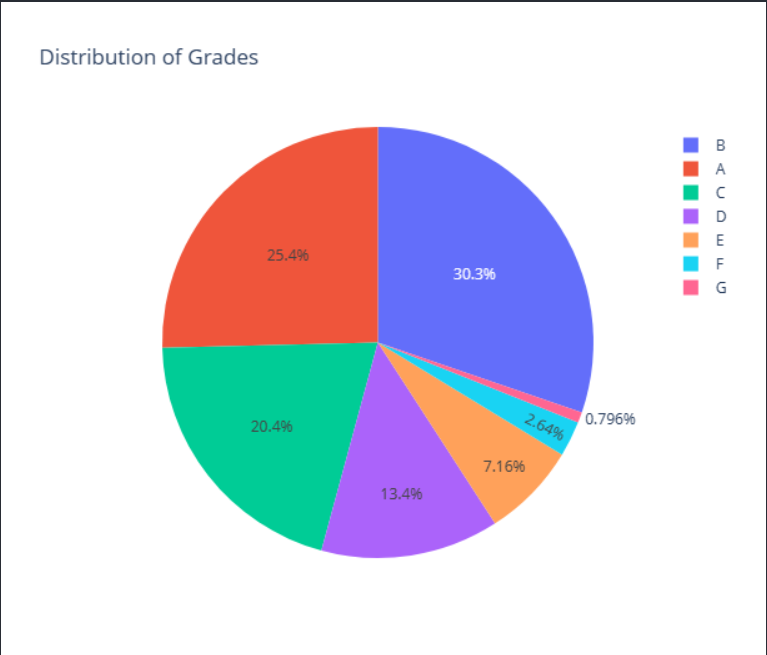 Distribution of Grades
B
A
C
D
E
F
G
25.4%
30.3%
20.4%
0.796%
2.64%
7.16%
13.4%